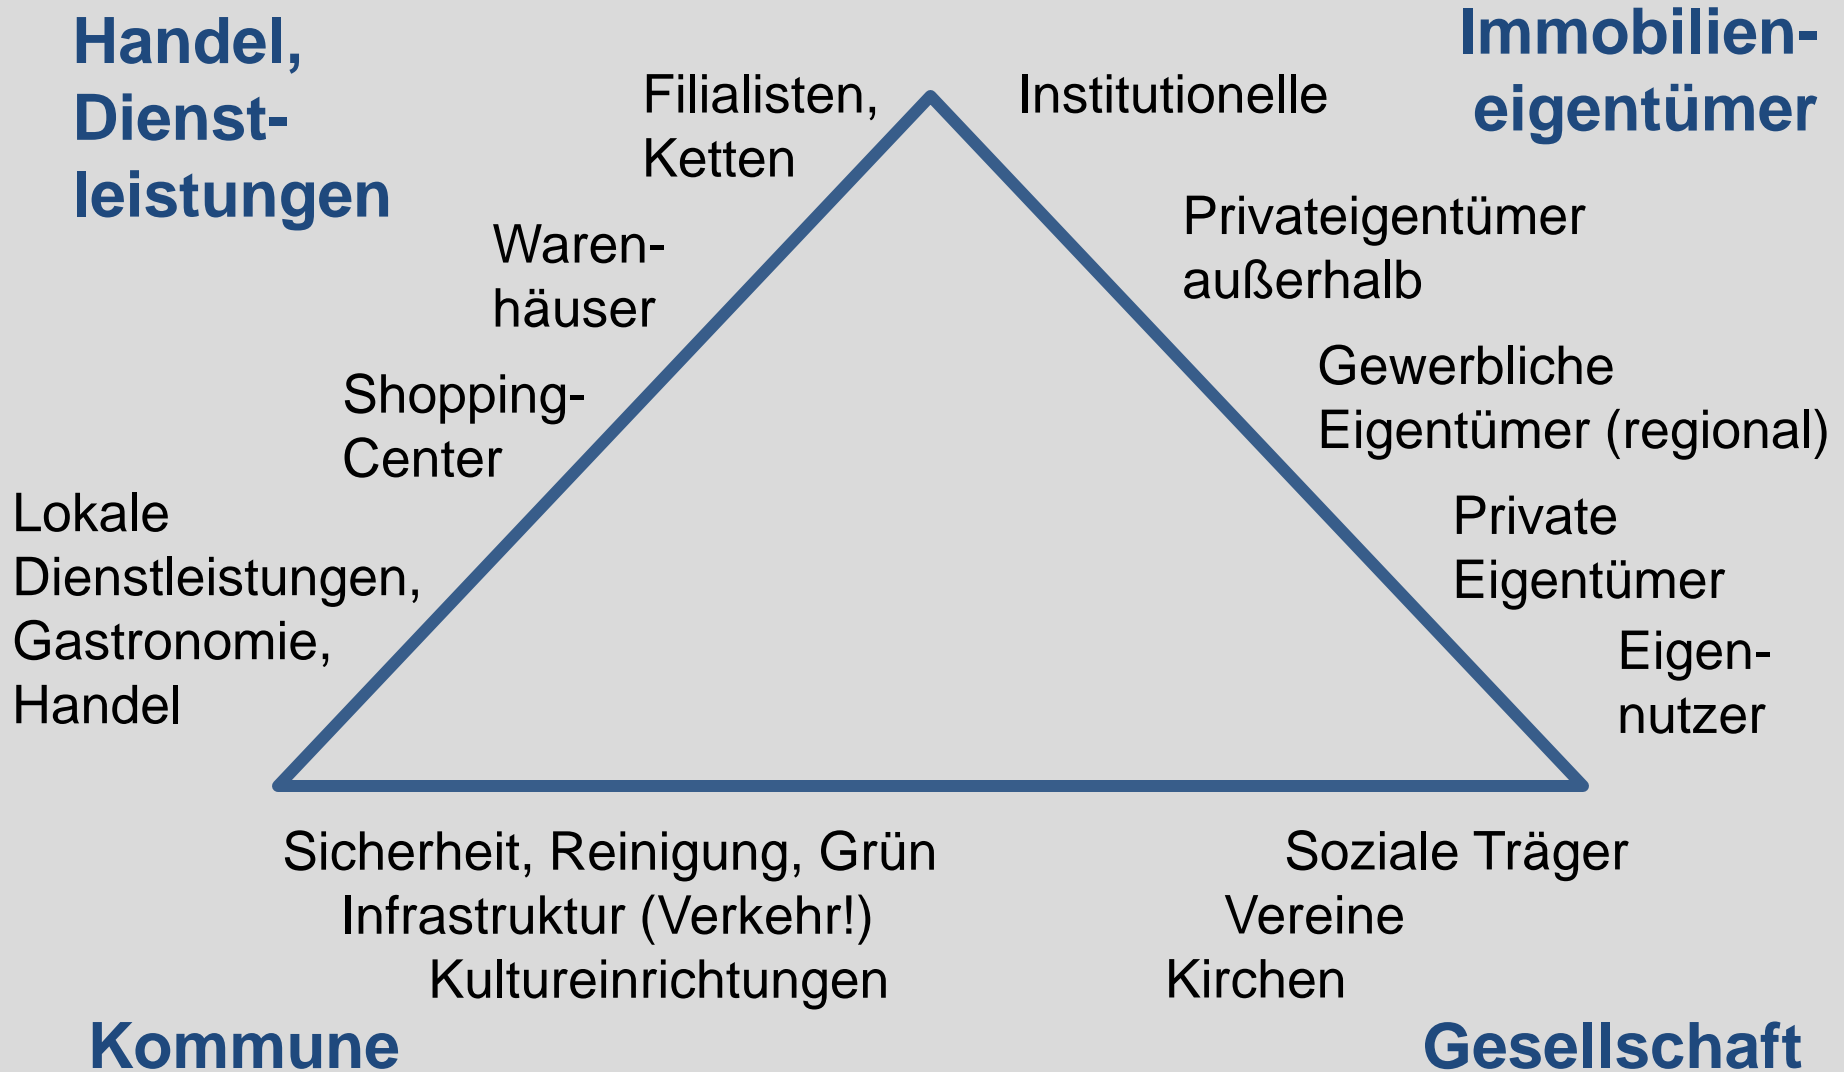 Handel,
Dienst-
leistungen
Immobilien-
eigentümer
Filialisten,
Ketten
Institutionelle
Waren-
häuser
Privateigentümer
außerhalb
Shopping-
Center
Gewerbliche
Eigentümer (regional)
Lokale
Dienstleistungen,
Gastronomie,
Handel
Private
Eigentümer
Eigen-
nutzer
Sicherheit, Reinigung, Grün
Infrastruktur (Verkehr!)
Kultureinrichtungen
Soziale Träger
Vereine
Kirchen
Kommune
Gesellschaft